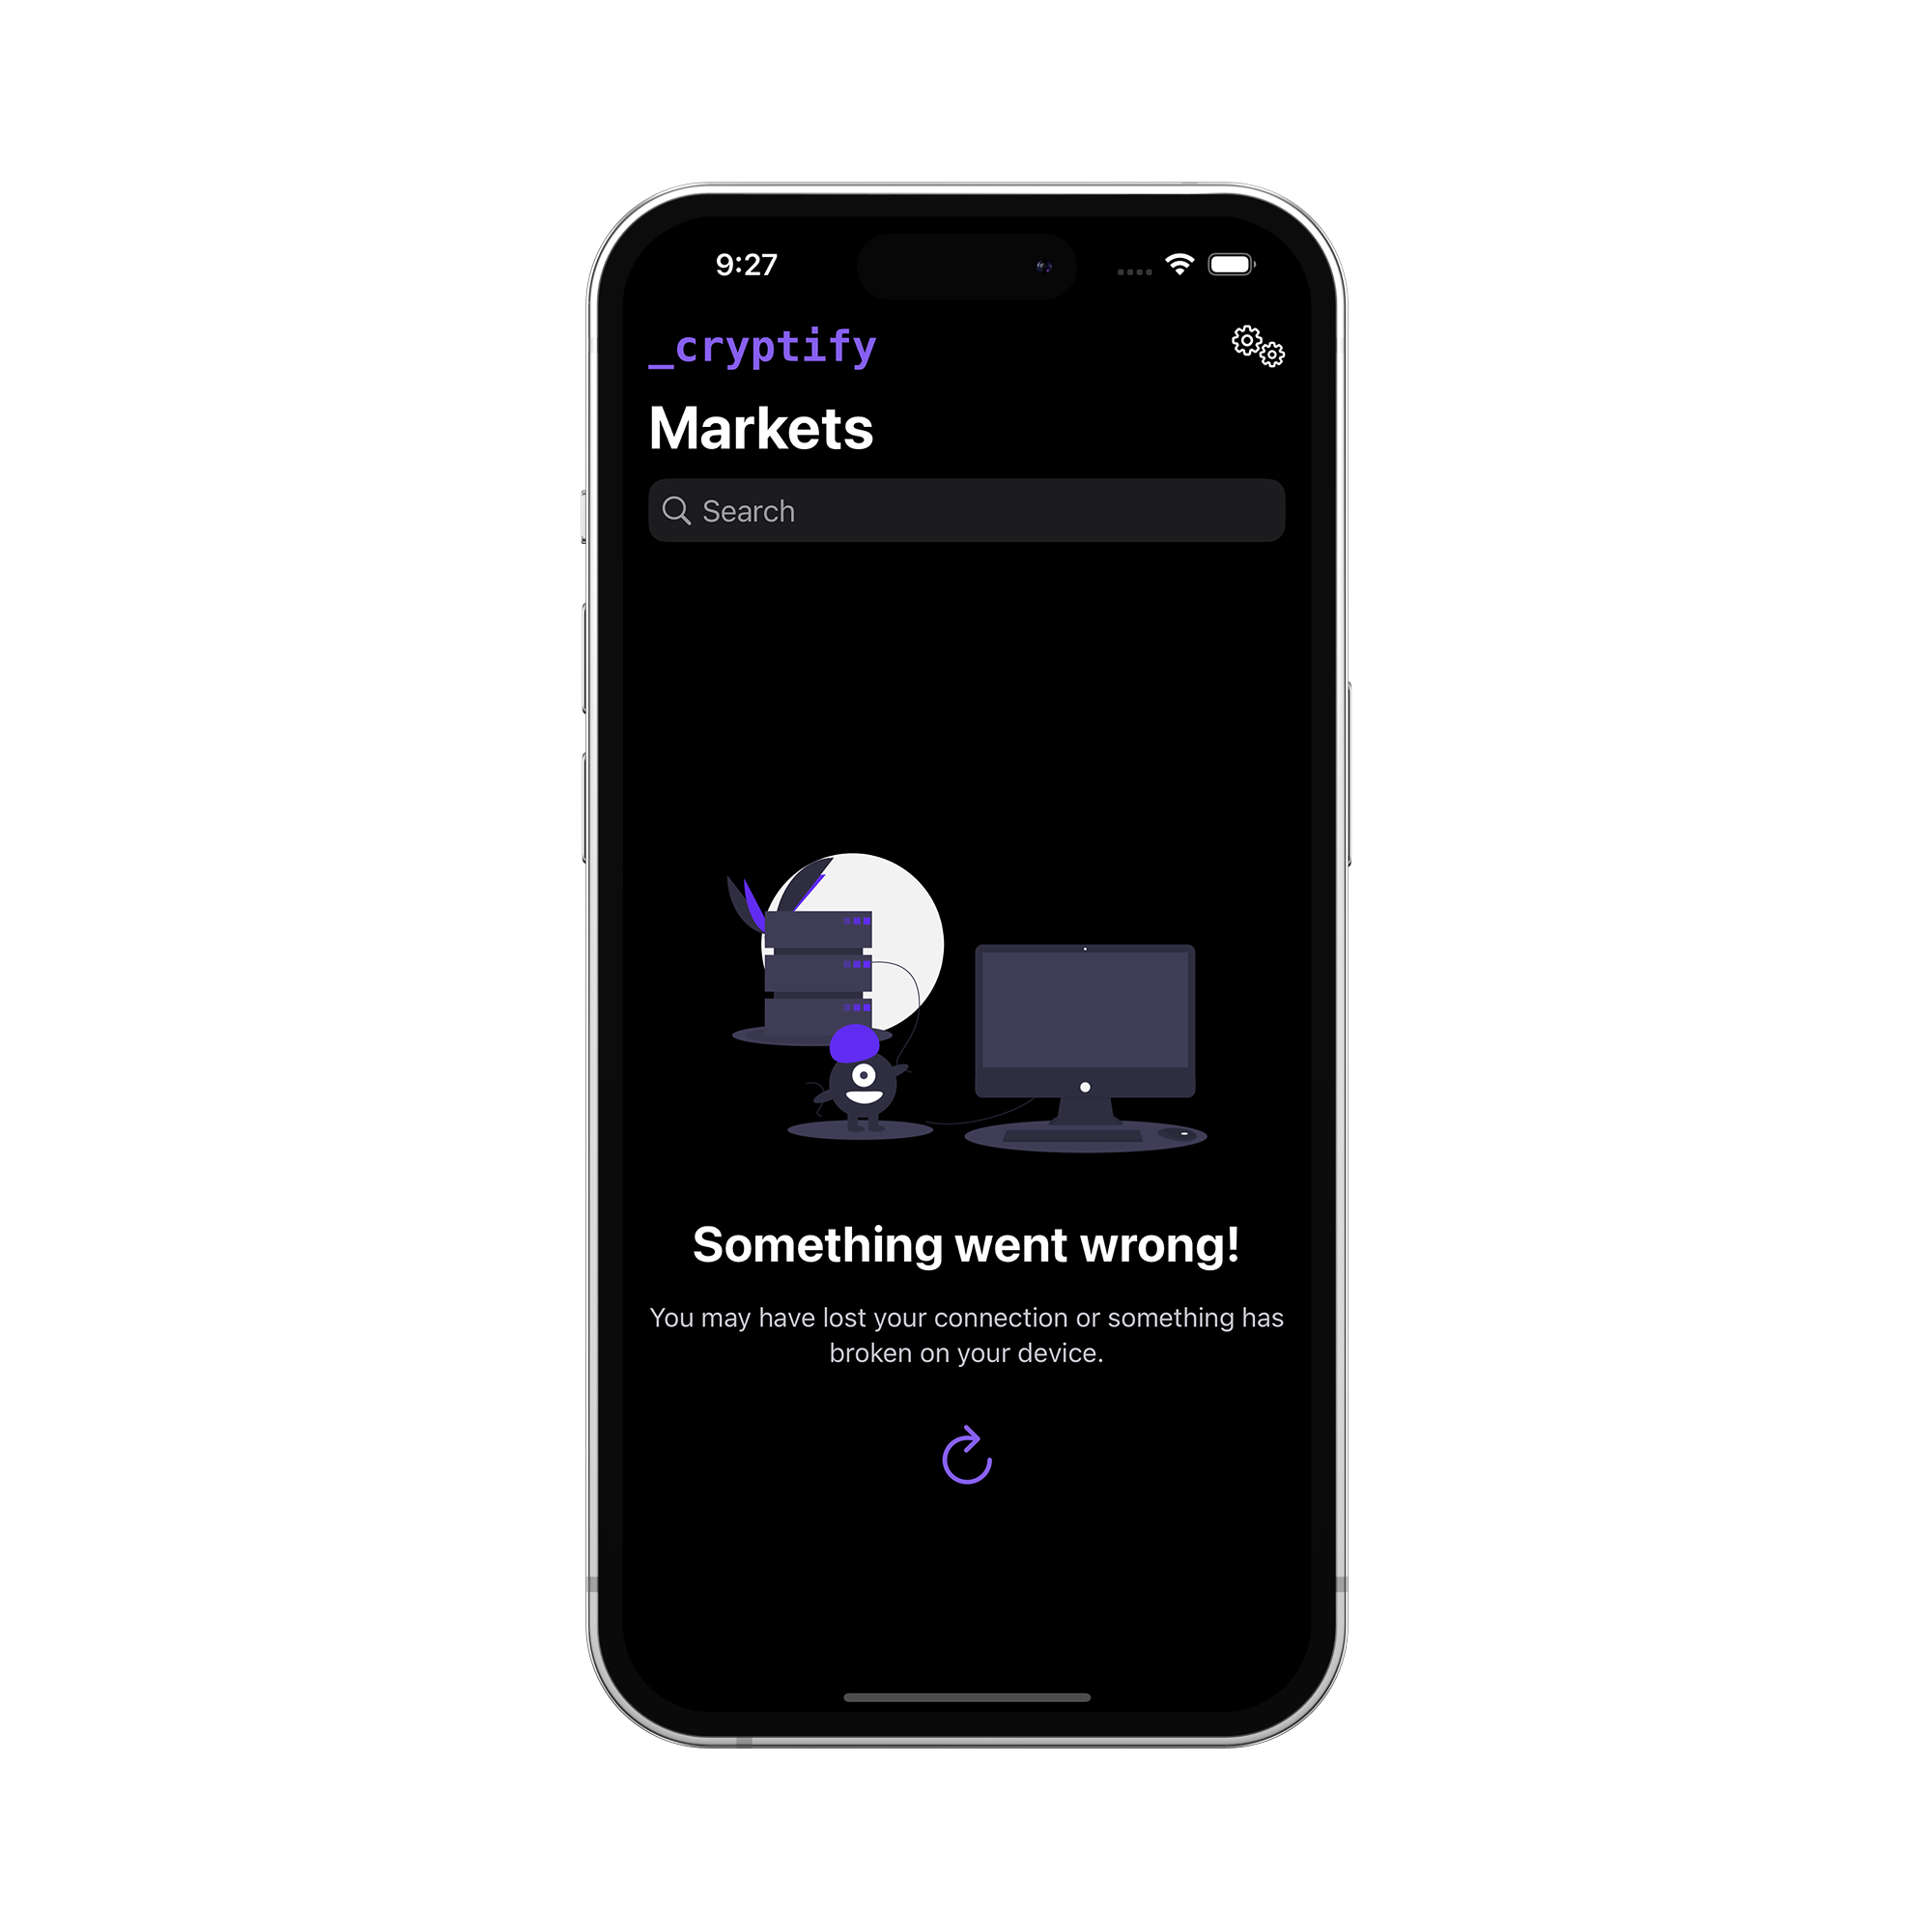 9:27
_cryptify
Markets
Search
Something went wrong!
You may have lost your connection or something has
broken on your device.